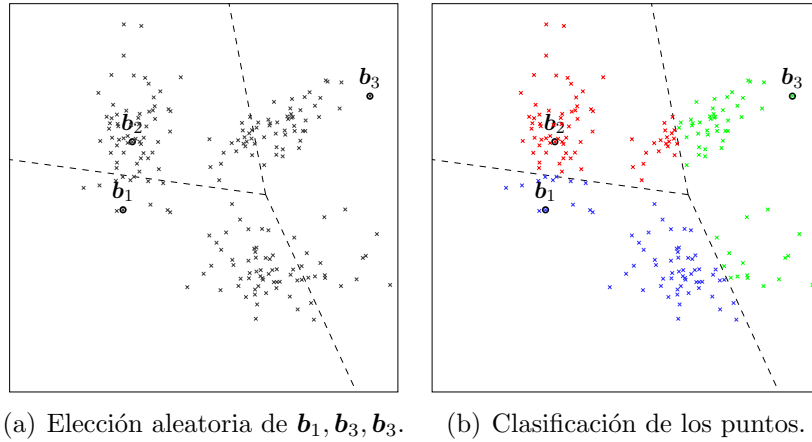 b₃
b₂
b₁
b₃
b₂
b₁
(a) Elección aleatoria de b₁, b₃, b₃.
(b) Clasificación de los puntos.